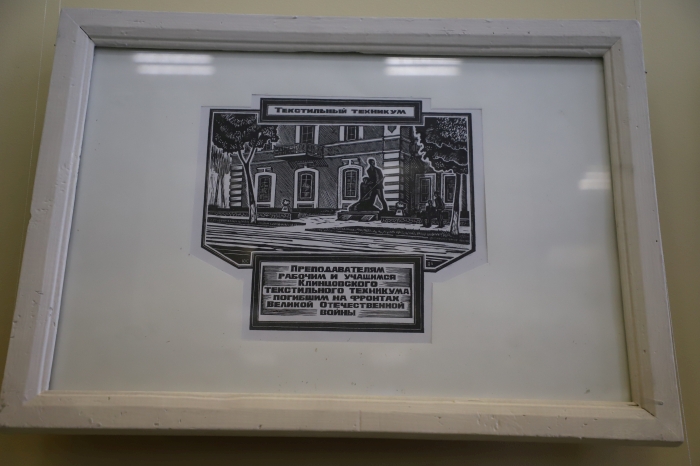 Текстильный техникум
Преподавателям
рабочим и учащимся
Клинцовского
текстильного техникума
погибшим на фронтах
Великой Отечественной
войны